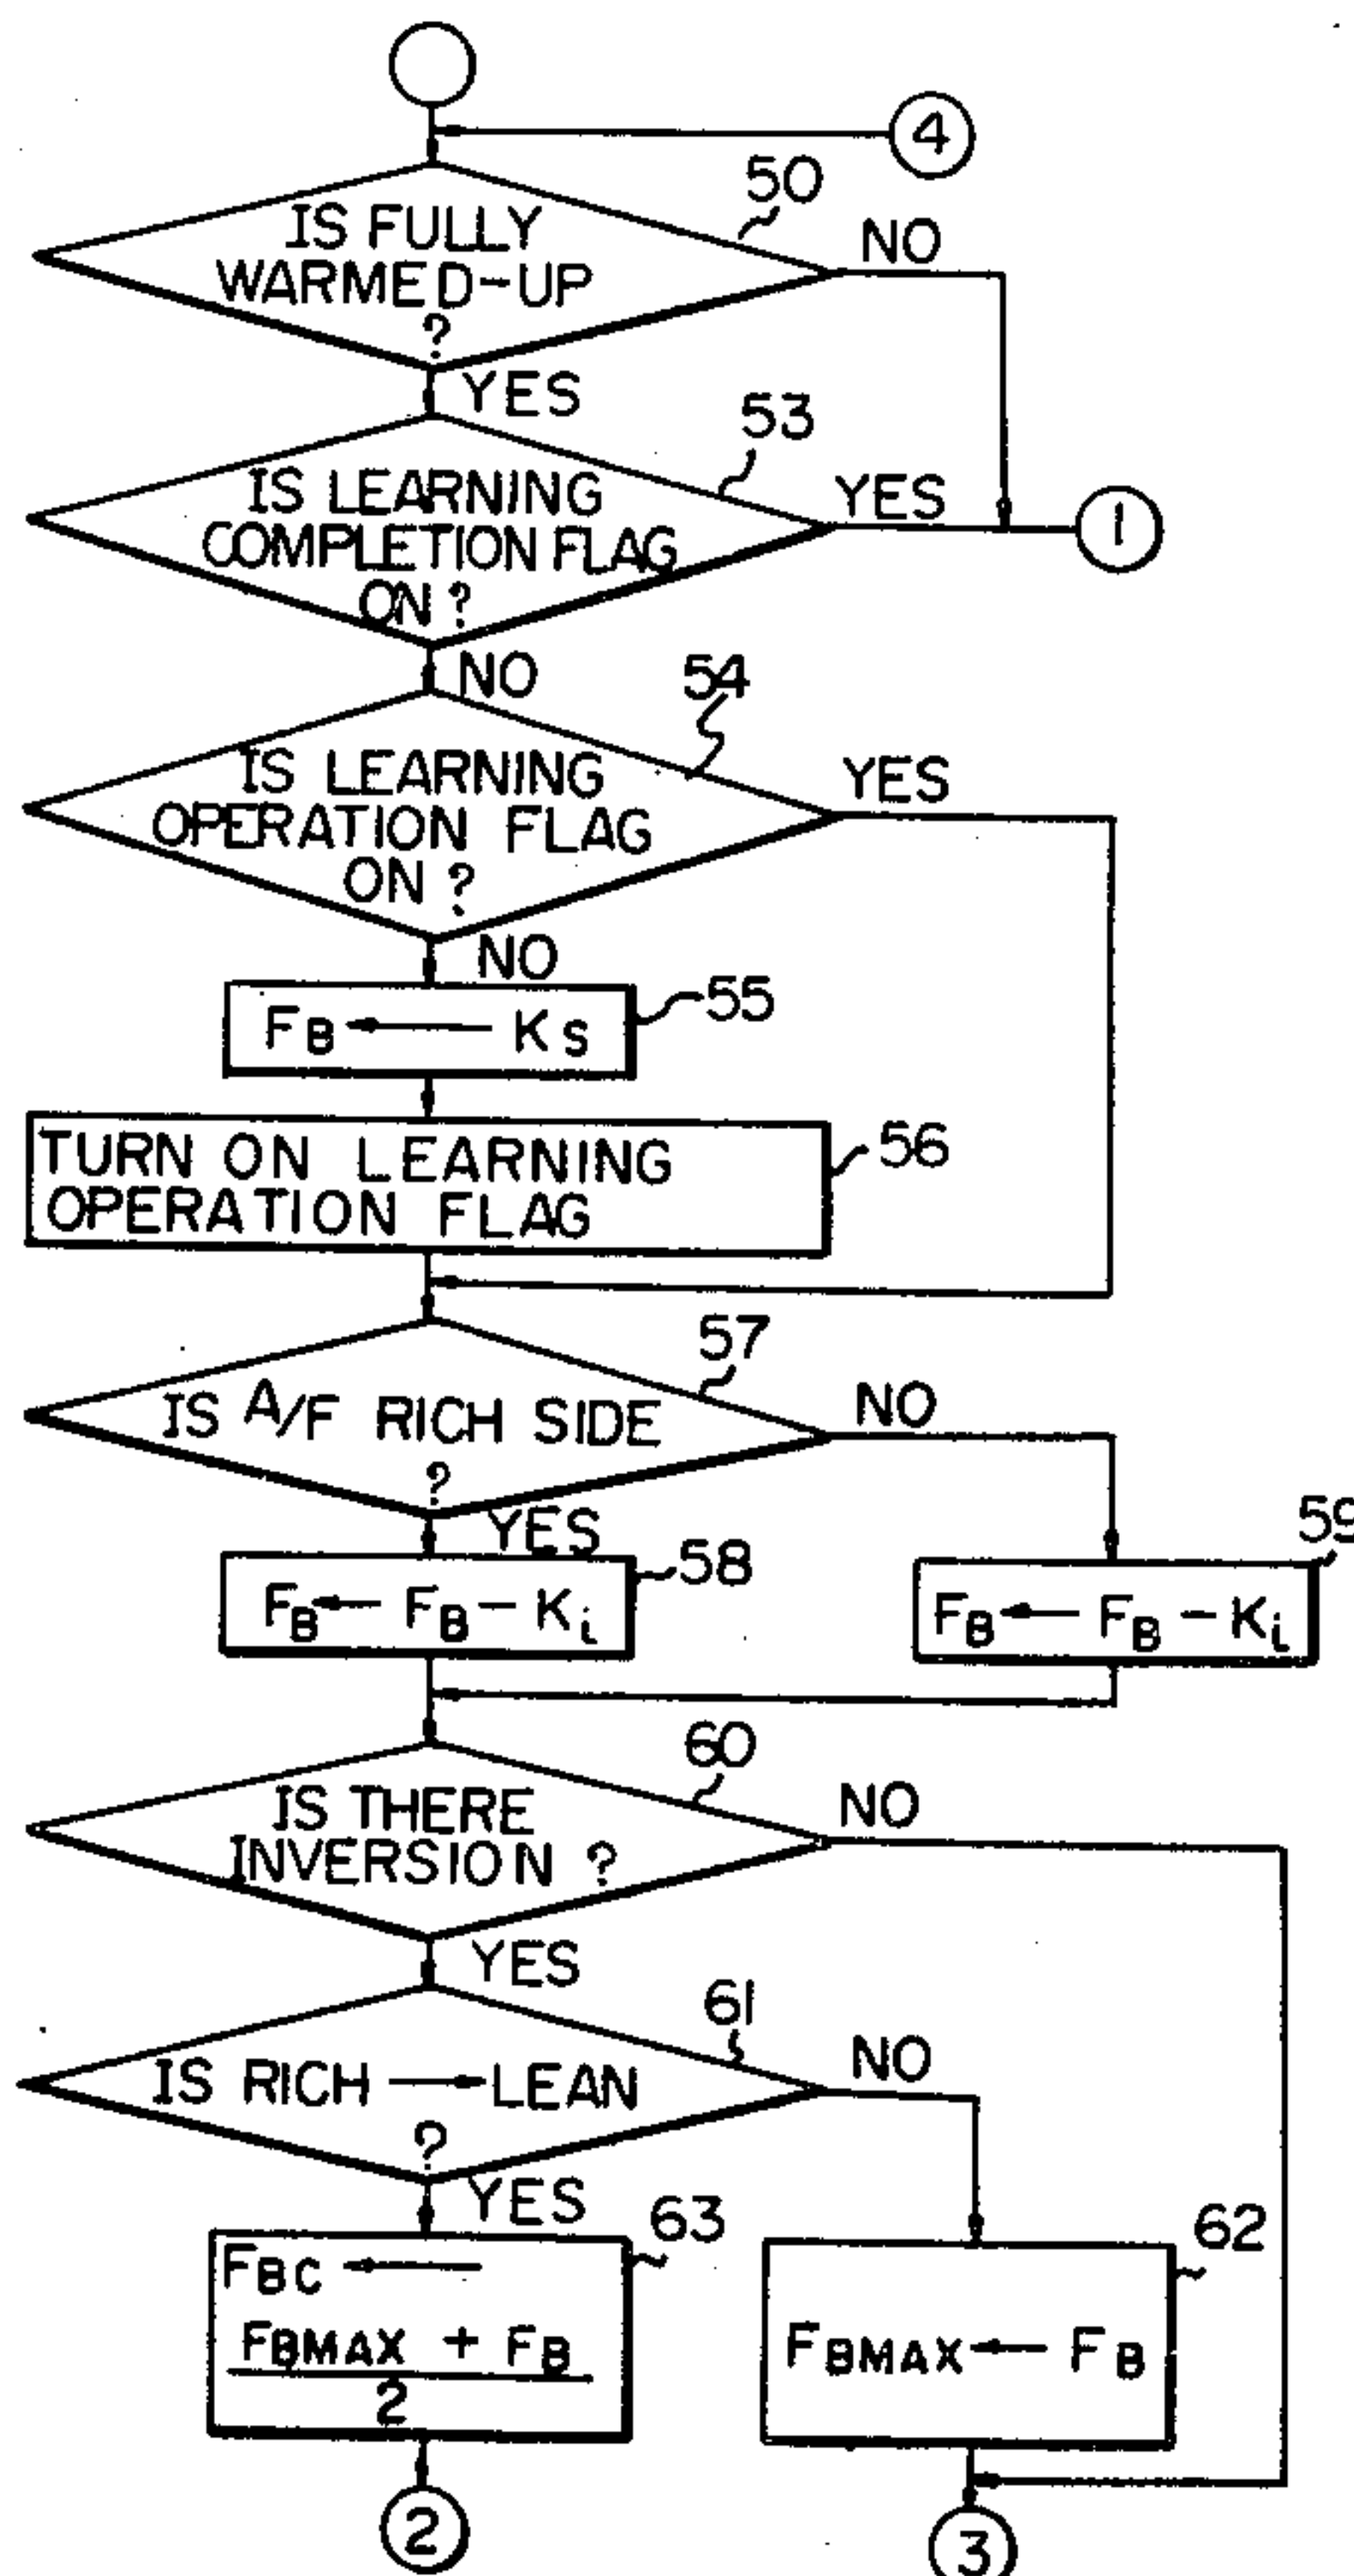 4
50
IS FULLY
WARMED-UP
?
NO
YES
53
IS LEARNING
COMPLETION FLAG
ON ?
YES
1
NO
54
IS LEARNING
OPERATION FLAG
ON ?
YES
NO
55
FB ← KS
56
TURN ON LEARNING
OPERATION FLAG
57
IS A/F RICH SIDE
?
NO
YES
58
FB ← FB - Ki
59
FB ← FB - Ki
60
IS THERE
INVERSION ?
NO
YES
61
IS RICH → LEAN
?
NO
YES
63
FBC ←
FBMAX + FB
2
62
FBMAX ← FB
2
3